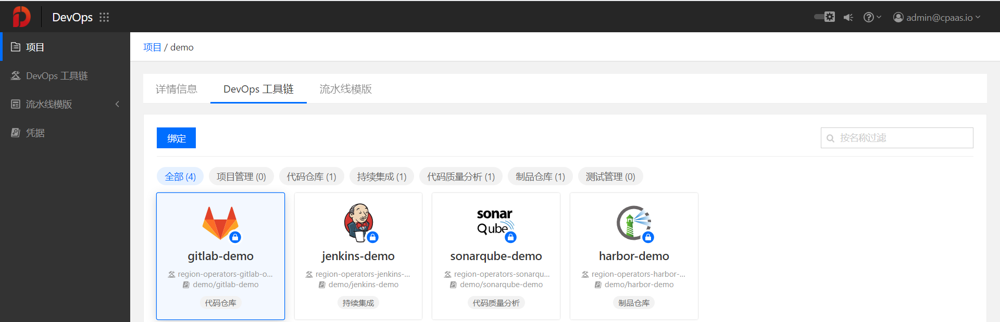 DevOps
admin@cpaas.io
项目
DevOps 工具链
流水线模版
凭据
项目 / demo
详情信息
DevOps 工具链
流水线模版
绑定
按名称过滤
全部 (4)
项目管理 (0)
代码仓库 (1)
持续集成 (1)
代码质量分析 (1)
制品仓库 (1)
测试管理 (0)
gitlab-demo
region-operators-gitlab-o...
demo/gitlab-demo
代码仓库
jenkins-demo
region-operators-jenkins-...
demo/jenkins-demo
持续集成
sonar
Qube
sonarqube-demo
region-operators-sonarqu...
demo/sonarqube-demo
代码质量分析
harbor-demo
region-operators-harbor-...
demo/harbor-demo
制品仓库